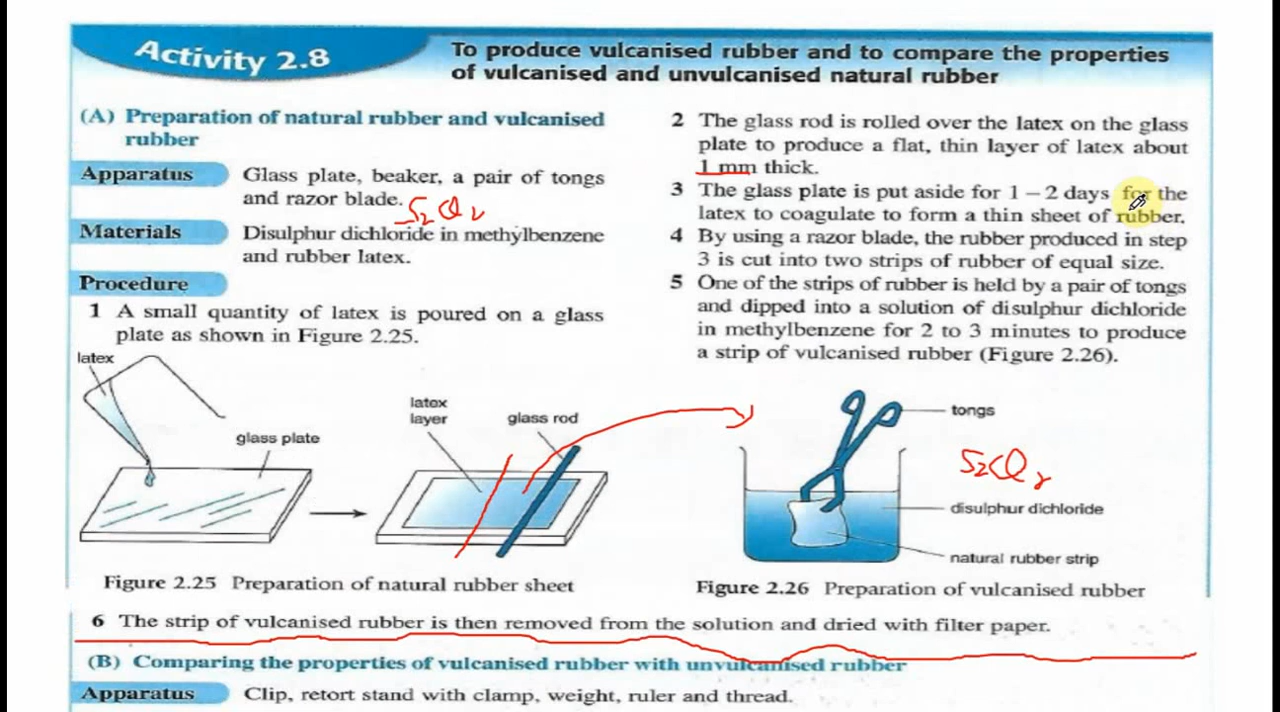 Activity 2.8
To produce vulcanised rubber and to compare the properties
of vulcanised and unvulcanised natural rubber
(A) Preparation of natural rubber and vulcanised
rubber
Apparatus
Glass plate, beaker, a pair of tongs
and razor blade.
S₂Cl₂
Materials
Disulphur dichloride in methylbenzene
and rubber latex.
Procedure
1 A small quantity of latex is poured on a glass
plate as shown in Figure 2.25.
latex
glass plate
latex
layer
glass rod
Figure 2.25 Preparation of natural rubber sheet
2 The glass rod is rolled over the latex on the glass
plate to produce a flat, thin layer of latex about
1 mm thick.
3 The glass plate is put aside for 1 – 2 days for the
latex to coagulate to form a thin sheet of rubber.
4 By using a razor blade, the rubber produced in step
3 is cut into two strips of rubber of equal size.
5 One of the strips of rubber is held by a pair of tongs
and dipped into a solution of disulphur dichloride
in methylbenzene for 2 to 3 minutes to produce
a strip of vulcanised rubber (Figure 2.26).
tongs
S₂Cl₂
disulphur dichloride
natural rubber strip
Figure 2.26 Preparation of vulcanised rubber
6 The strip of vulcanised rubber is then removed from the solution and dried with filter paper.
(B) Comparing the properties of vulcanised rubber with unvulcanised rubber
Apparatus
Clip, retort stand with clamp, weight, ruler and thread.